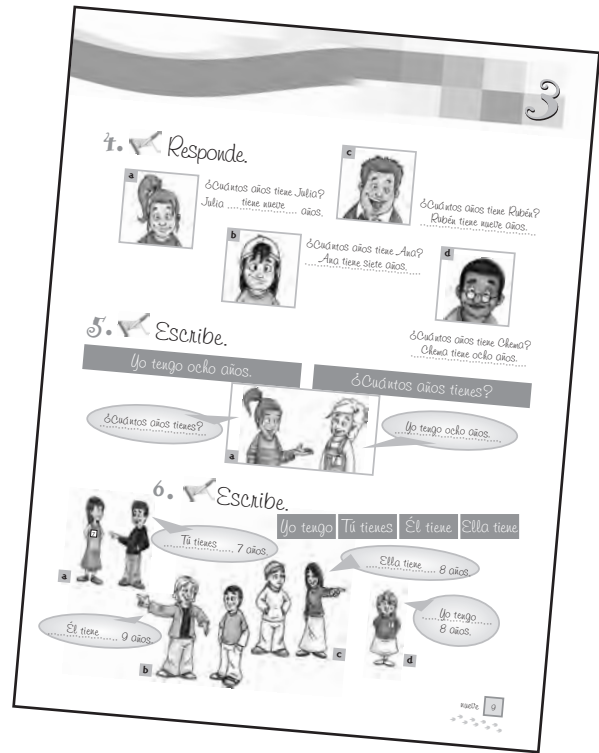 3
4. Responde.
a
¿Cuántos años tiene Julia?
Julia ..... tiene nueve ..... años.
b
¿Cuántos años tiene Ana?
Ana tiene siete años.
c
¿Cuántos años tiene Rubén?
Rubén tiene nueve años.
d
¿Cuántos años tiene Chema?
Chema tiene ocho años.
5. Escribe.
Yo tengo ocho años.
¿Cuántos años tienes?
¿Cuántos años tienes?
Yo tengo ocho años.
a
6. Escribe.
Yo tengo
Tú tienes
Él tiene
Ella tiene
7
Tú tienes ..... 7 años.
a
Él tiene ..... 9 años.
b
Ella tiene ..... 8 años.
c
Yo tengo
8 años.
d
nueve 9